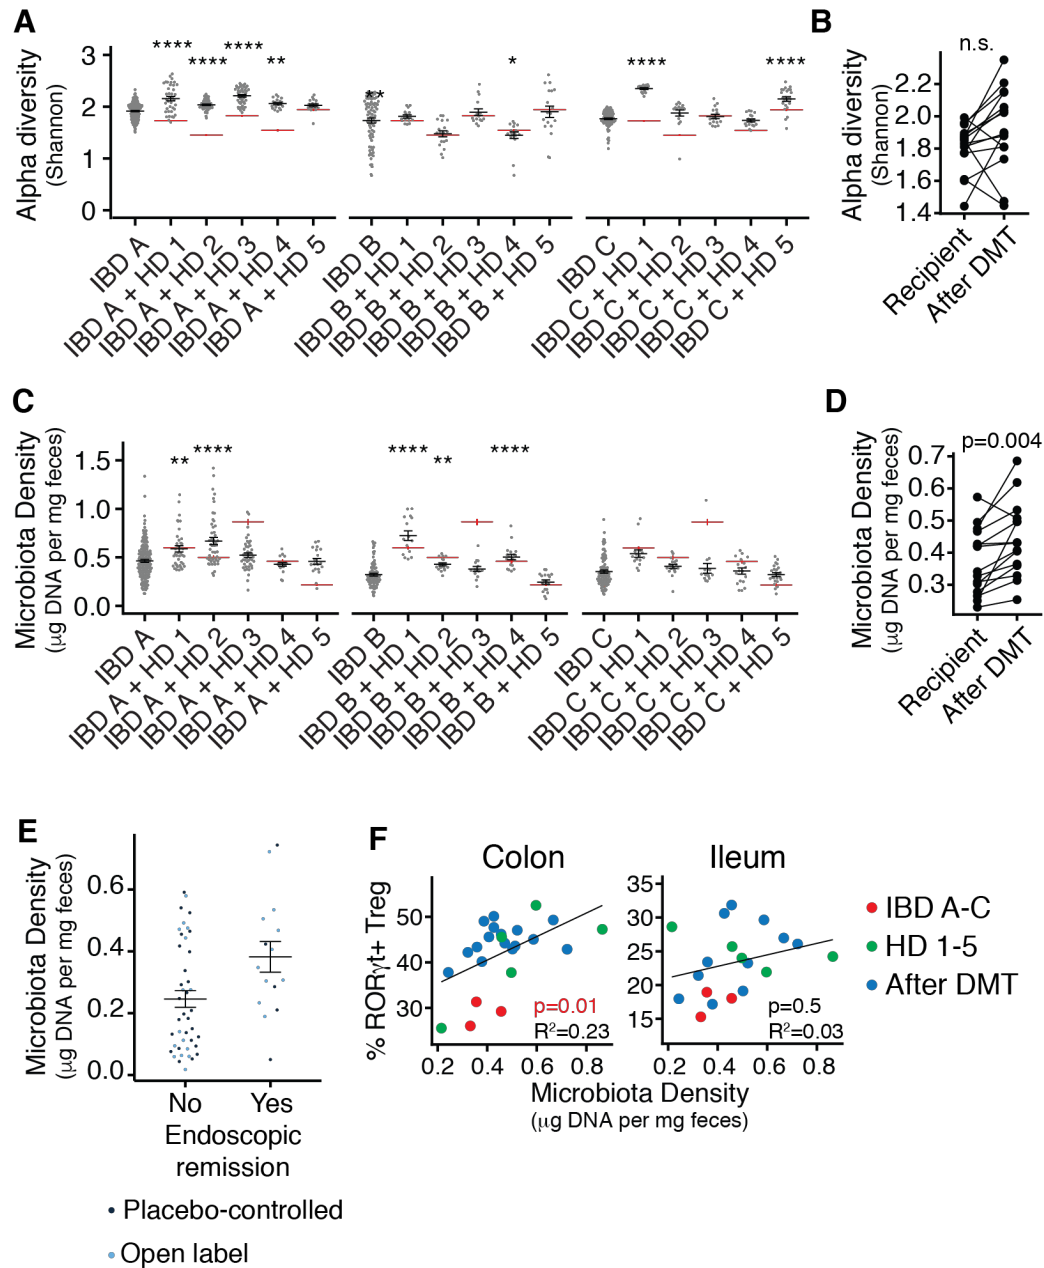 A
Alpha diversity
(Shannon)
3
2
1
0
**** **** **** **
** *
**** ****
IBD A
IBD A + HD 1
IBD A + HD 2
IBD A + HD 3
IBD A + HD 4
IBD A + HD 5
IBD B
IBD B + HD 1
IBD B + HD 2
IBD B + HD 3
IBD B + HD 4
IBD B + HD 5
IBD C
IBD C + HD 1
IBD C + HD 2
IBD C + HD 3
IBD C + HD 4
IBD C + HD 5
B
n.s.
Alpha diversity
(Shannon)
2.2
2.0
1.8
1.6
1.4
Recipient
After DMT
C
Microbiota Density
(μg DNA per mg feces)
1.5
1.0
0.5
0.0
** ****
**** ** ****
IBD A
IBD A + HD 1
IBD A + HD 2
IBD A + HD 3
IBD A + HD 4
IBD A + HD 5
IBD B
IBD B + HD 1
IBD B + HD 2
IBD B + HD 3
IBD B + HD 4
IBD B + HD 5
IBD C
IBD C + HD 1
IBD C + HD 2
IBD C + HD 3
IBD C + HD 4
IBD C + HD 5
D
p=0.004
Microbiota Density
(μg DNA per mg feces)
0.7
0.6
0.5
0.4
0.3
Recipient
After DMT
E
Microbiota Density
(μg DNA per mg feces)
0.6
0.4
0.2
0.0
No Yes
Endoscopic
remission
Placebo-controlled
Open label
F
Colon
% RORγt+ Treg
50
40
30
p=0.01
R²=0.23
0.2 0.4 0.6 0.8
Ileum
35
30
25
20
15
p=0.5
R²=0.03
0.2 0.4 0.6 0.8
Microbiota Density
(μg DNA per mg feces)
IBD A-C
HD 1-5
After DMT